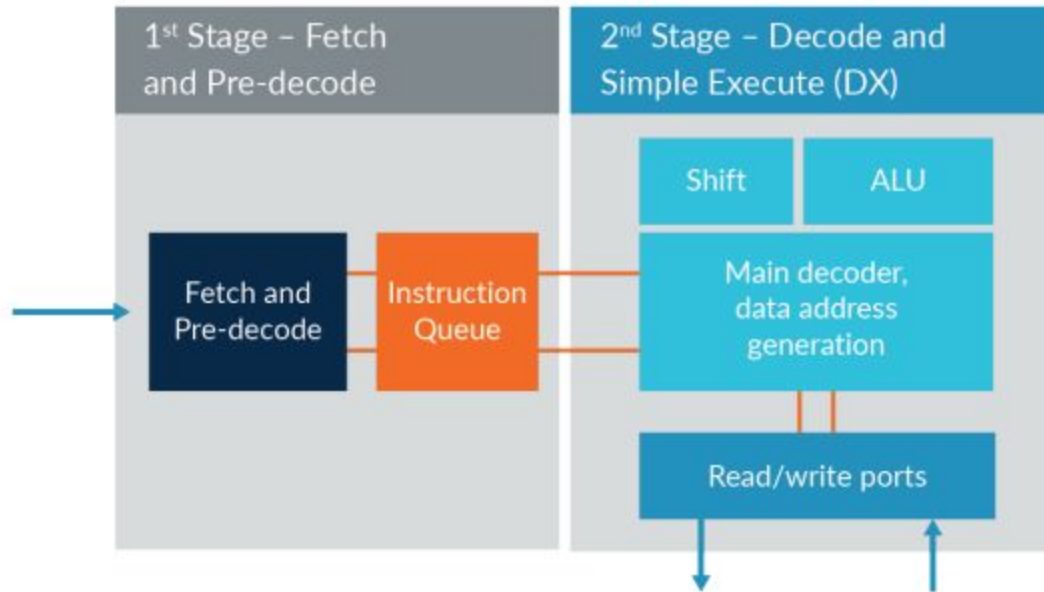 1st Stage – Fetch
and Pre-decode
2nd Stage – Decode and
Simple Execute (DX)
Shift
ALU
Fetch and
Pre-decode
Instruction
Queue
Main decoder,
data address
generation
Read/write ports